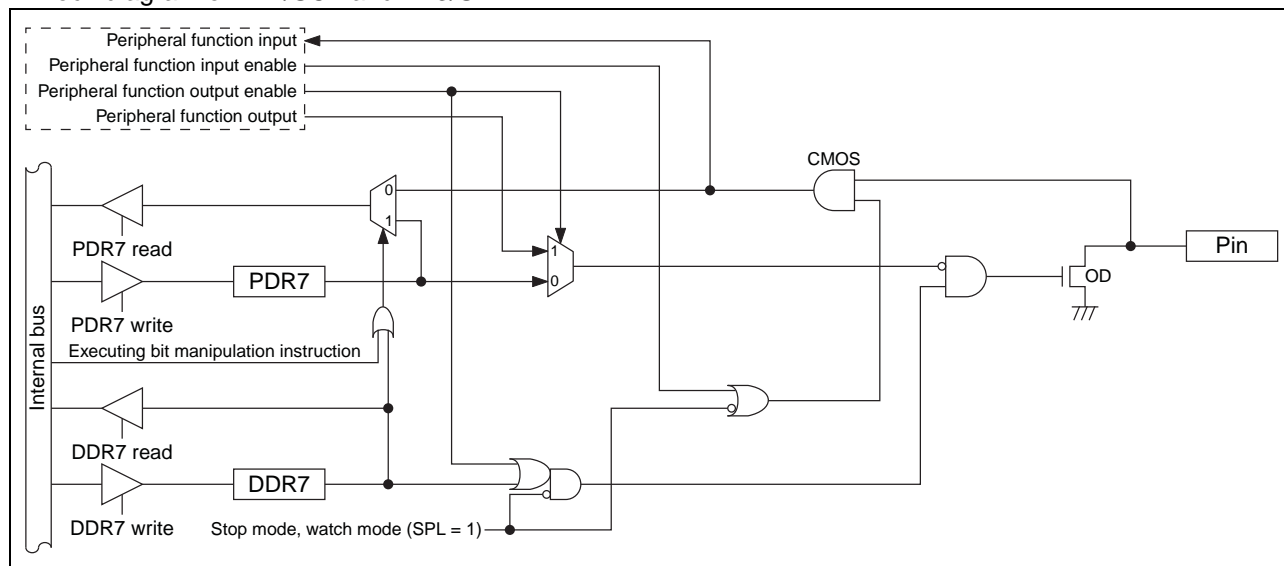 Peripheral function input
Peripheral function input enable
Peripheral function output enable
Peripheral function output
CMOS
0
1
PDR7 read
1
Pin
PDR7
0
OD
PDR7 write
Executing bit manipulation instruction
Internal bus
DDR7 read
DDR7
DDR7 write
Stop mode, watch mode (SPL = 1)